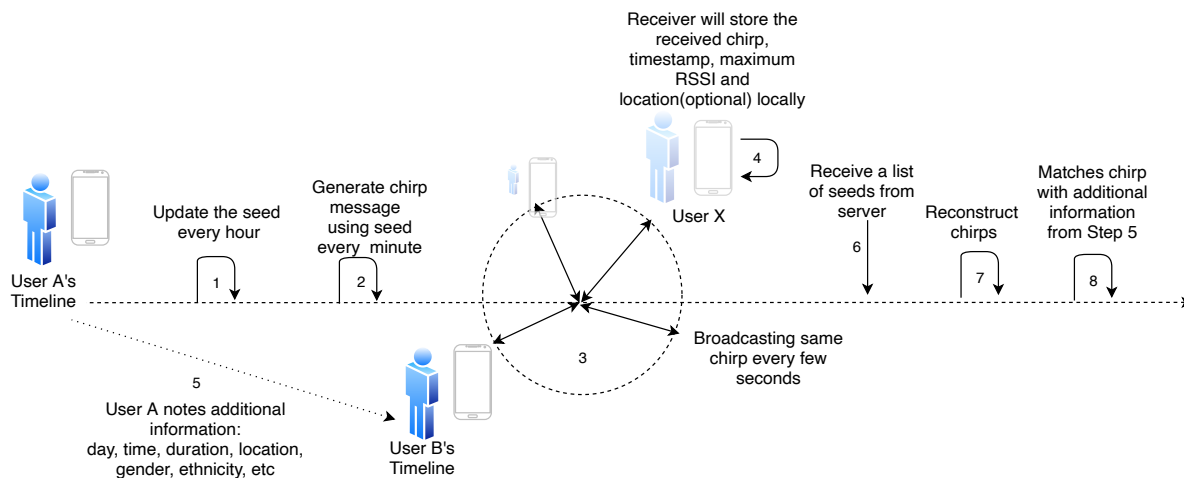 Receiver will store the
received chirp,
timestamp, maximum
RSSI and
location(optional) locally
4
User X
User A's
Timeline
Update the seed
every hour
1
Generate chirp
message
using seed
every minute
2
3
Broadcasting same
chirp every few
seconds
5
User A notes additional
information:
day, time, duration, location,
gender, ethnicity, etc
User B's
Timeline
Receive a list
of seeds from
server
6
Reconstruct
chirps
7
Matches chirp
with additional
information
from Step 5
8